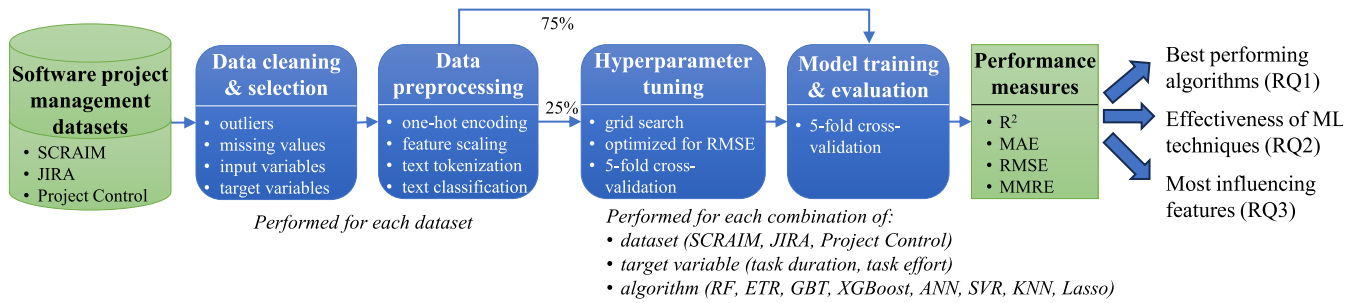 Software project
management
datasets
• SCRAIM
• JIRA
• Project Control
Data cleaning
& selection
• outliers
• missing values
• input variables
• target variables
Data
preprocessing
• one-hot encoding
• feature scaling
• text tokenization
• text classification
Performed for each dataset
75%
25%
Hyperparameter
tuning
• grid search
• optimized for RMSE
• 5-fold cross-
validation
Model training
& evaluation
• 5-fold cross-
validation
Performed for each combination of:
• dataset (SCRAIM, JIRA, Project Control)
• target variable (task duration, task effort)
• algorithm (RF, ETR, GBT, XGBoost, ANN, SVR, KNN, Lasso)
Performance
measures
• R²
• MAE
• RMSE
• MMRE
Best performing
algorithms (RQ1)
Effectiveness of ML
techniques (RQ2)
Most influencing
features (RQ3)